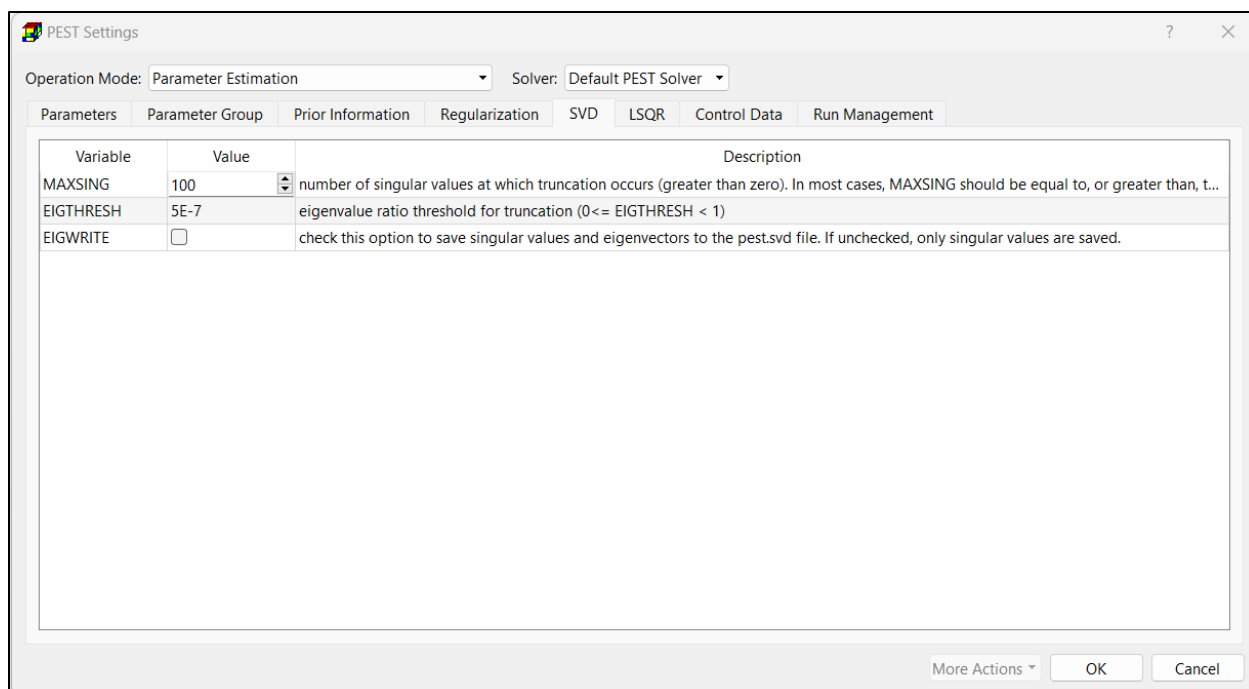 PEST Settings
? ×
Operation Mode: Parameter Estimation Solver: Default PEST Solver
Parameters Parameter Group Prior Information Regularization SVD LSQR Control Data Run Management
Variable Value Description
MAXSING 100 number of singular values at which truncation occurs (greater than zero). In most cases, MAXSING should be equal to, or greater than, t...
EIGTHRESH 5E-7 eigenvalue ratio threshold for truncation (0<= EIGTHRESH < 1)
EIGWRITE check this option to save singular values and eigenvectors to the pest.svd file. If unchecked, only singular values are saved.
More Actions OK Cancel